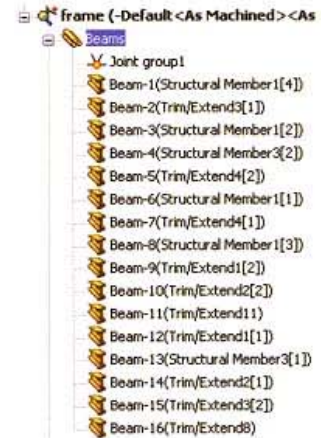 frame (-Default<As Machined><As
Beams
Joint group1
Beam-1(Structural Member1[4])
Beam-2(Trim/Extend3[1])
Beam-3(Structural Member1[2])
Beam-4(Structural Member3[2])
Beam-5(Trim/Extend4[2])
Beam-6(Structural Member1[1])
Beam-7(Trim/Extend4[1])
Beam-8(Structural Member1[3])
Beam-9(Trim/Extend1[2])
Beam-10(Trim/Extend2[2])
Beam-11(Trim/Extend11)
Beam-12(Trim/Extend1[1])
Beam-13(Structural Member3[1])
Beam-14(Trim/Extend2[1])
Beam-15(Trim/Extend3[2])
Beam-16(Trim/Extend8)